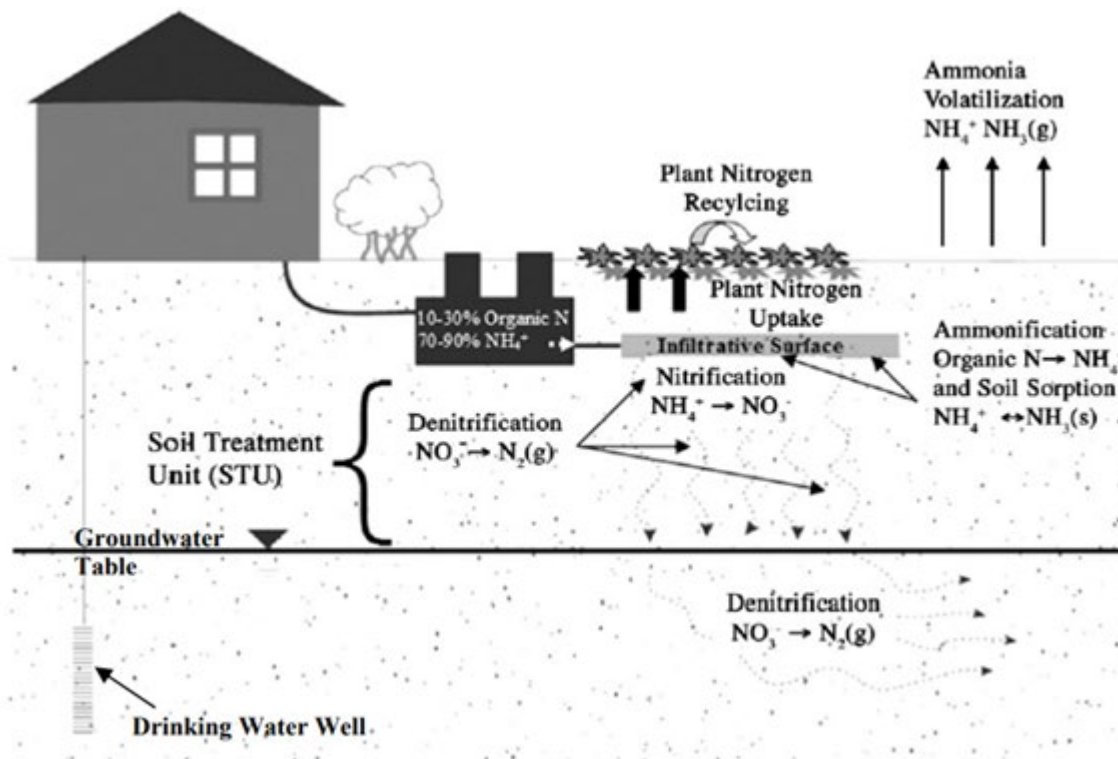 Ammonia
Volatilization
NH₄⁺ NH₃(g)
Plant Nitrogen
Recylcing
Plant Nitrogen
Uptake
10-30% Organic N
70-90% NH₄⁺
Infiltrative Surface
Ammonification
Organic N→ NH₄
and Soil Sorption
NH₄⁺ ↔NH₃(s)
Nitrification
NH₄⁺ → NO₃⁻
Denitrification
NO₃⁻→ N₂(g)
Soil Treatment
Unit (STU)
Groundwater
Table
Denitrification
NO₃⁻ → N₂(g)
Drinking Water Well